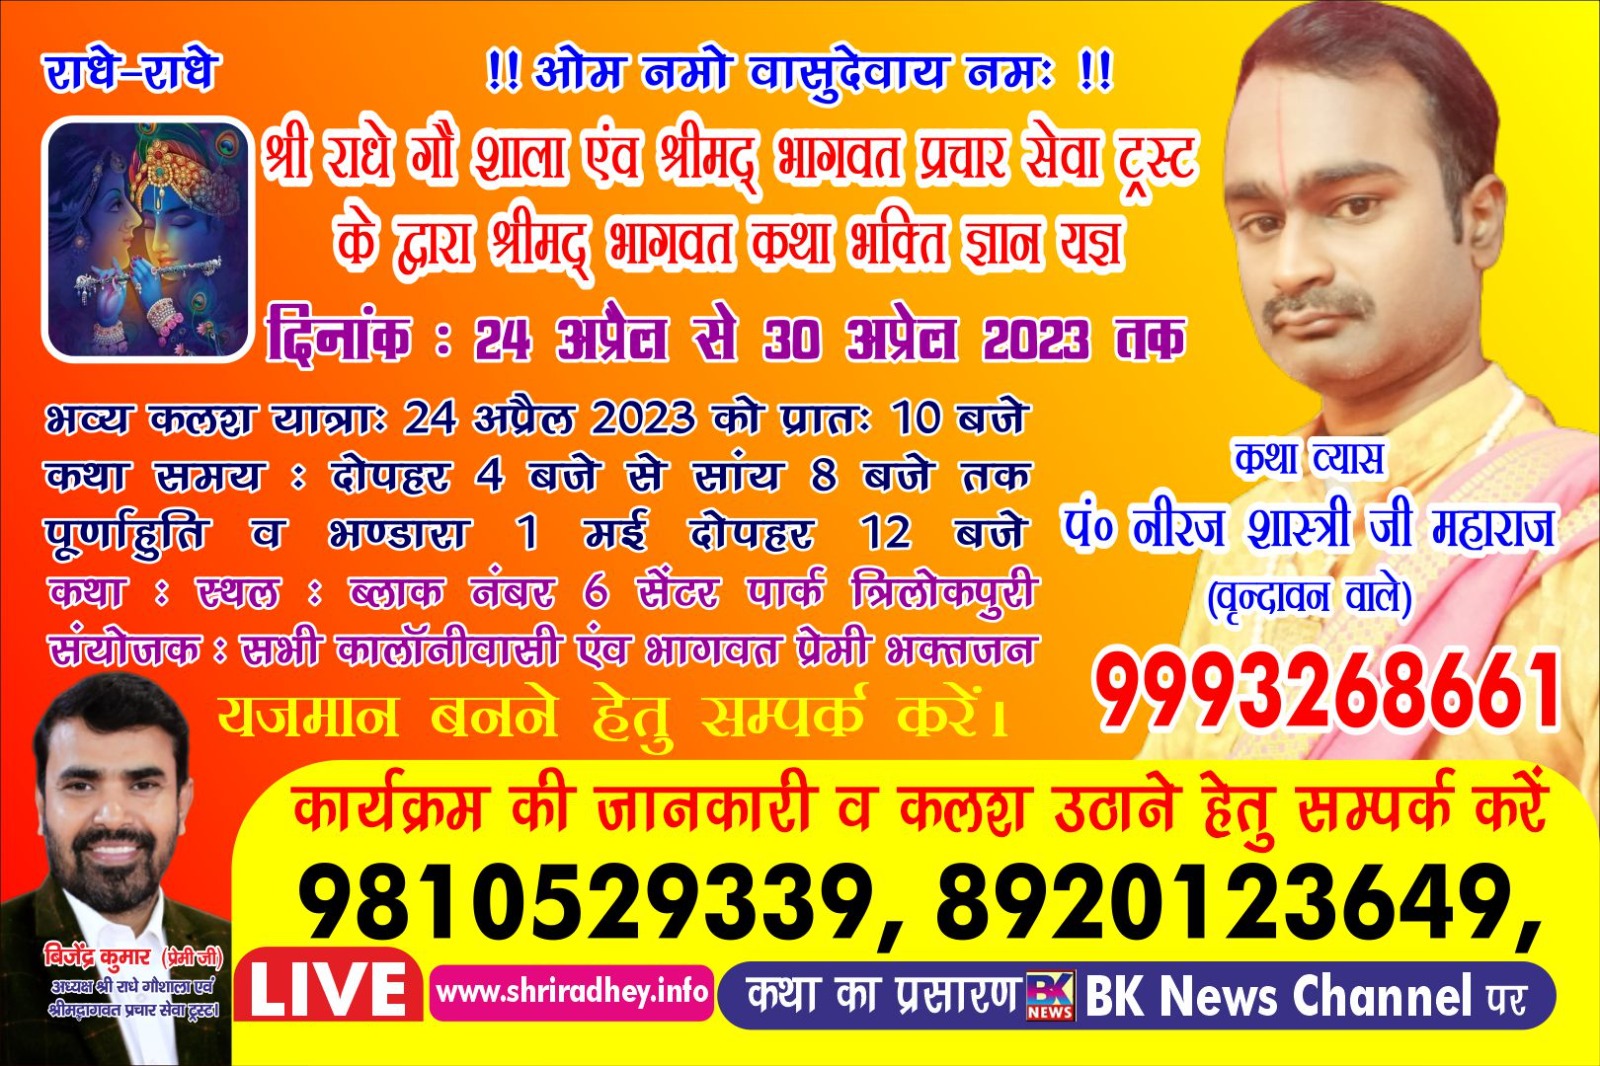 राधे-राधे
!! ओम नमो वासुदेवाय नमः !!
श्री राधे गौ शाला एंव श्रीमद् भागवत प्रचार सेवा ट्रस्ट
के द्वारा श्रीमद् भागवत कथा भक्ति ज्ञान यज्ञ
दिनांक : 24 अप्रैल से 30 अप्रेल 2023 तक
भव्य कलश यात्राः 24 अप्रैल 2023 को प्रातः 10 बजे
कथा समय : दोपहर 4 बजे से सांय 8 बजे तक
पूर्णाहुति व भण्डारा 1 मई दोपहर 12 बजे
कथा : स्थल : ब्लाक नंबर 6 सेंटर पार्क त्रिलोकपुरी
संयोजक : सभी कालॉनीवासी एंव भागवत प्रेमी भक्तजन
यजमान बनने हेतु सम्पर्क करें।
कथा व्यास
पं० नीरज शास्त्री जी महाराज
(वृन्दावन वाले)
9993268661
कार्यक्रम की जानकारी व कलश उठाने हेतु सम्पर्क करें
9810529339, 8920123649,
बिजेंद्र कुमार (प्रेमी जी)
अध्यक्ष श्री राधे गौशाला एवं
श्रीमद्भागवत प्रचार सेवा ट्रस्ट।
LIVE
www.shriradhey.info
कथा का प्रसारण BK NEWS BK News Channel पर